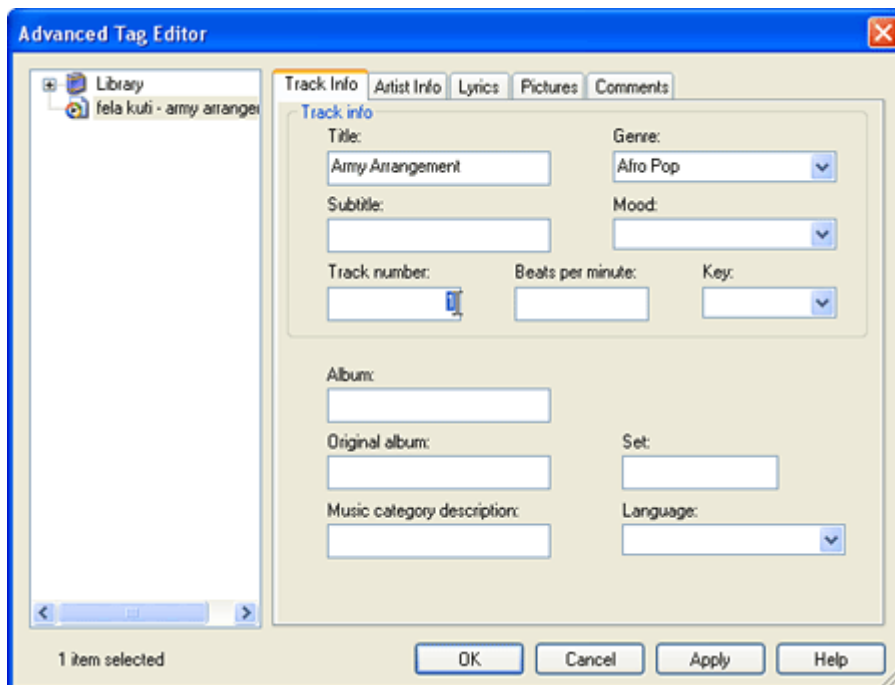 Advanced Tag Editor
Library
fela kuti - army arranger
Track Info Artist Info Lyrics Pictures Comments
Track info
Title: Genre:
Army Arrangement Afro Pop
Subtitle: Mood:
Track number: Beats per minute: Key:
1
Album:
Original album: Set:
Music category description: Language:
1 item selected OK Cancel Apply Help